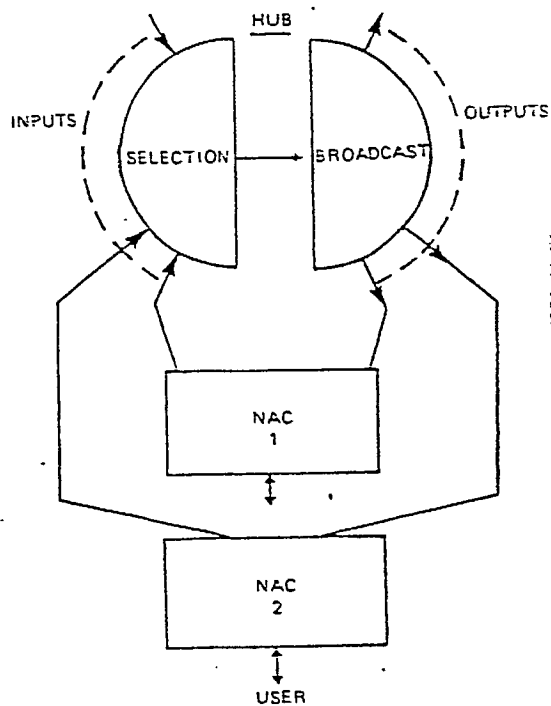 HUB
INPUTS
OUTPUTS
SELECTION
BROADCAST
NAC
1
NAC
2
USER